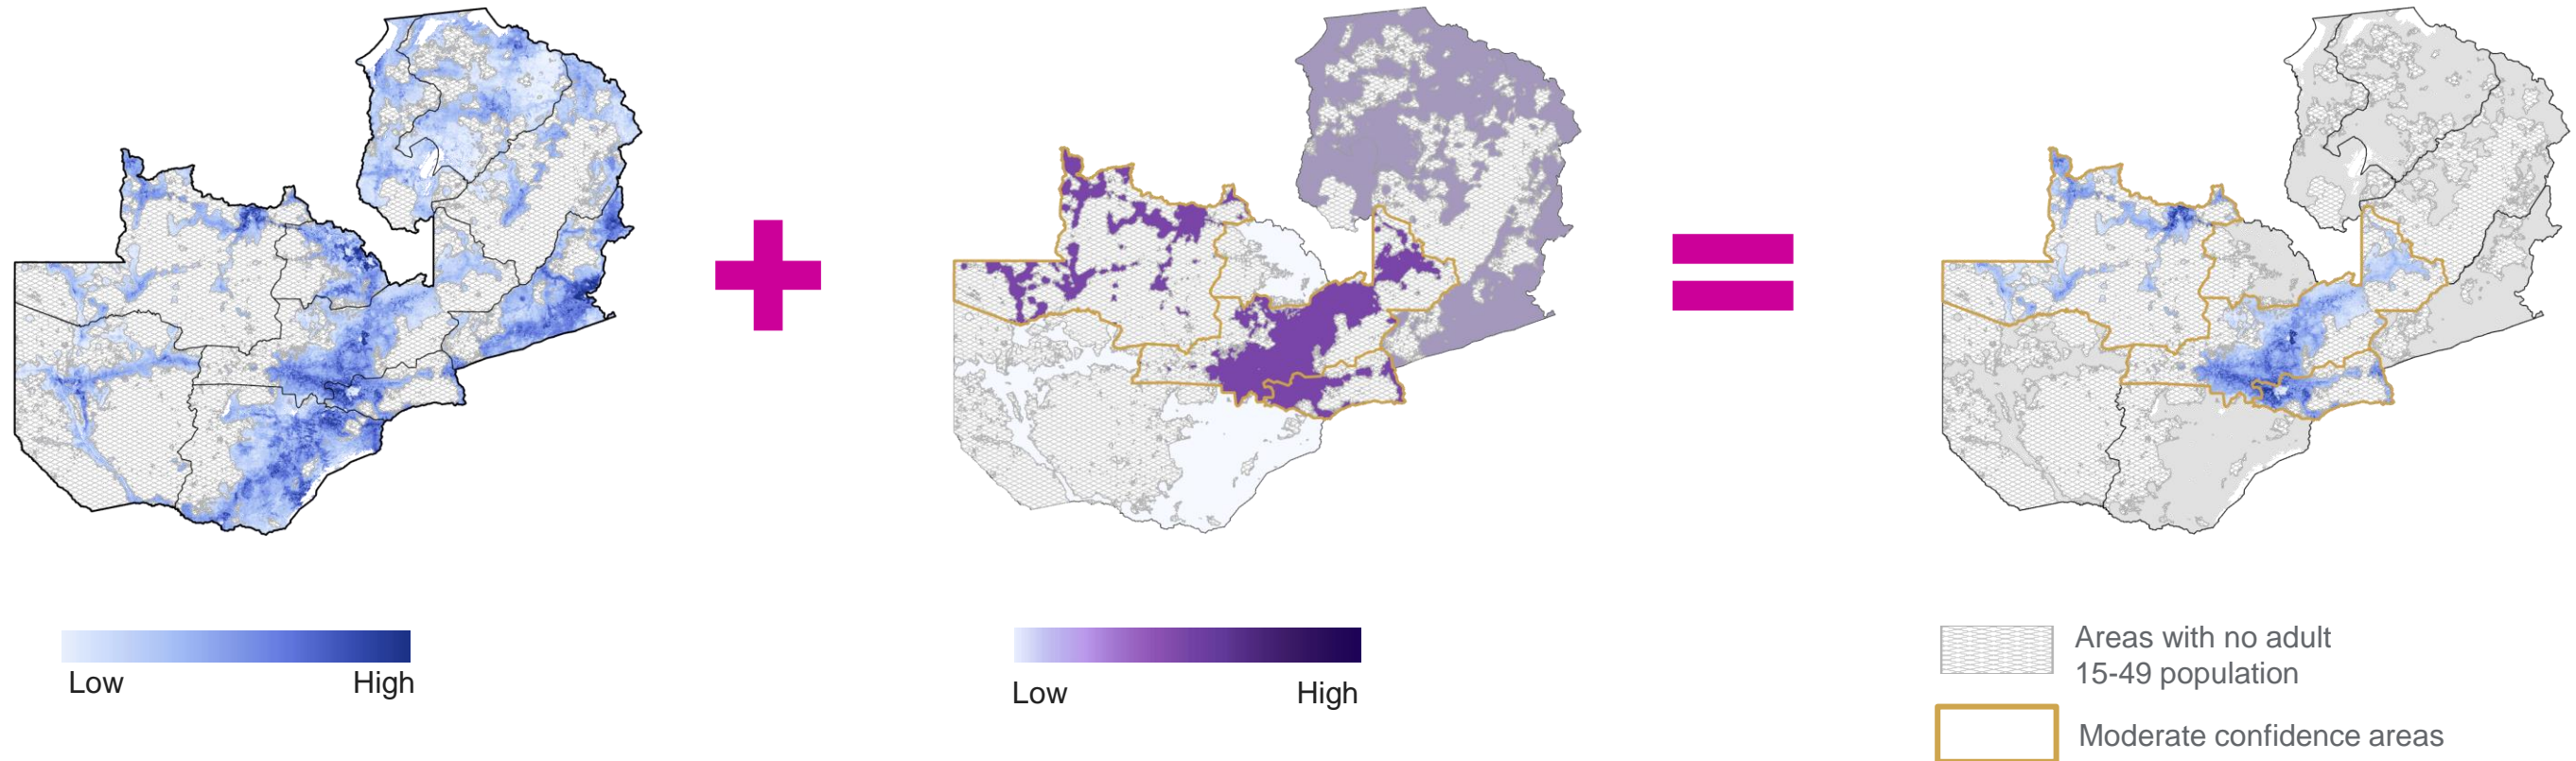 Low
High
Low
High
Areas with no adult
15-49 population
Moderate confidence areas